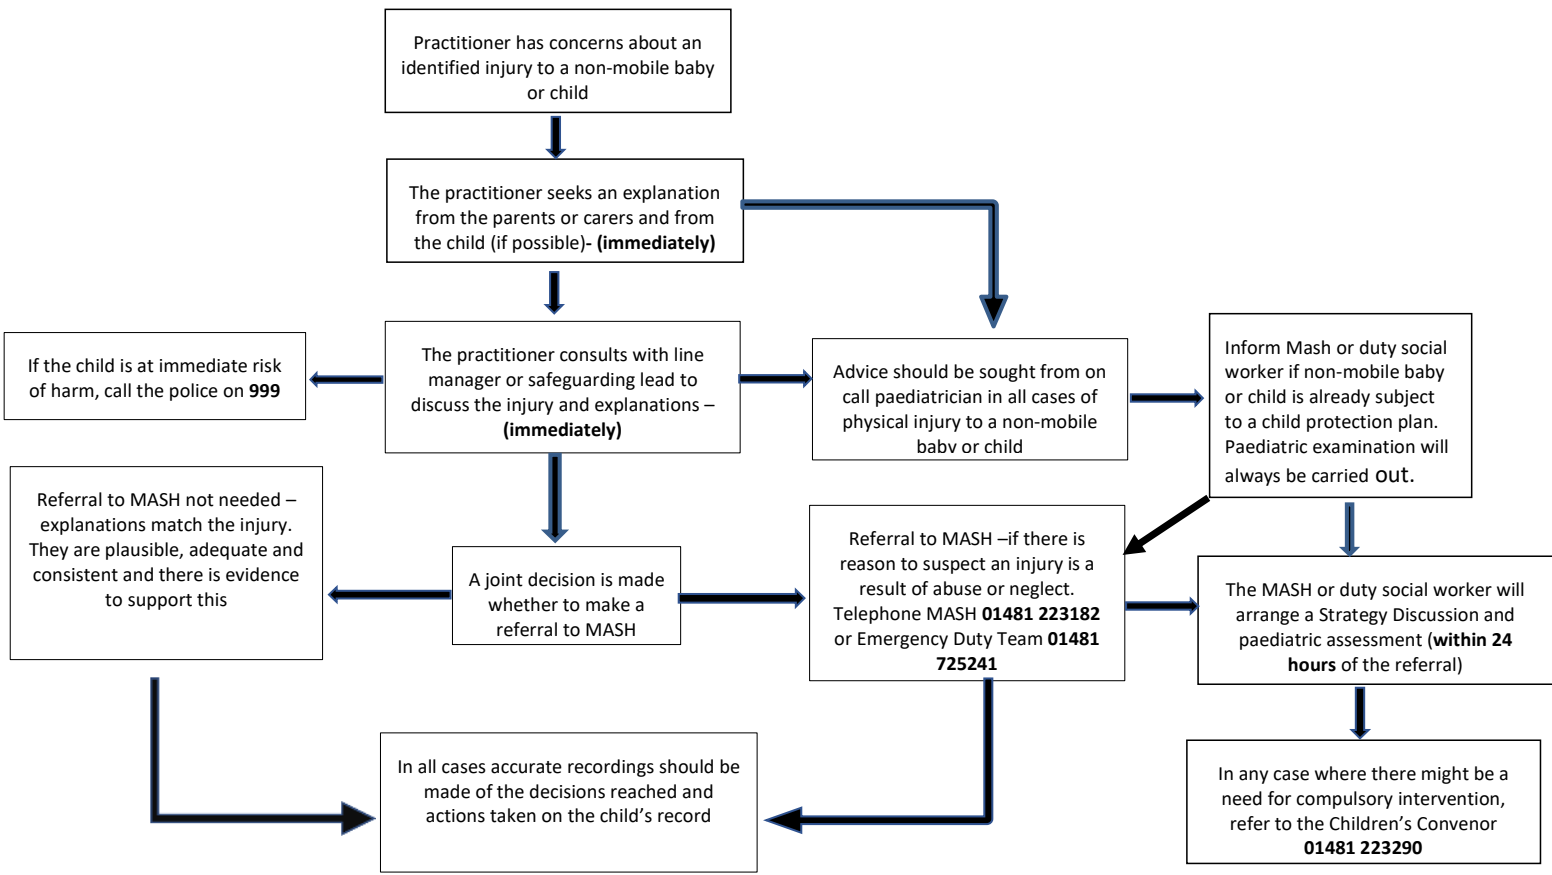 Practitioner has concerns about an
identified injury to a non-mobile baby
or child
The practitioner seeks an explanation
from the parents or carers and from
the child (if possible)- (immediately)
If the child is at immediate risk
of harm, call the police on 999
The practitioner consults with line
manager or safeguarding lead to
discuss the injury and explanations –
(immediately)
Advice should be sought from on
call paediatrician in all cases of
physical injury to a non-mobile
baby or child
Inform Mash or duty social
worker if non-mobile baby
or child is already subject
to a child protection plan.
Paediatric examination will
always be carried out.
Referral to MASH not needed –
explanations match the injury.
They are plausible, adequate and
consistent and there is evidence
to support this
A joint decision is made
whether to make a
referral to MASH
Referral to MASH –if there is
reason to suspect an injury is a
result of abuse or neglect.
Telephone MASH 01481 223182
or Emergency Duty Team 01481
725241
The MASH or duty social worker will
arrange a Strategy Discussion and
paediatric assessment (within 24
hours of the referral)
In all cases accurate recordings should be
made of the decisions reached and
actions taken on the child’s record
In any case where there might be a
need for compulsory intervention,
refer to the Children’s Convenor
01481 223290